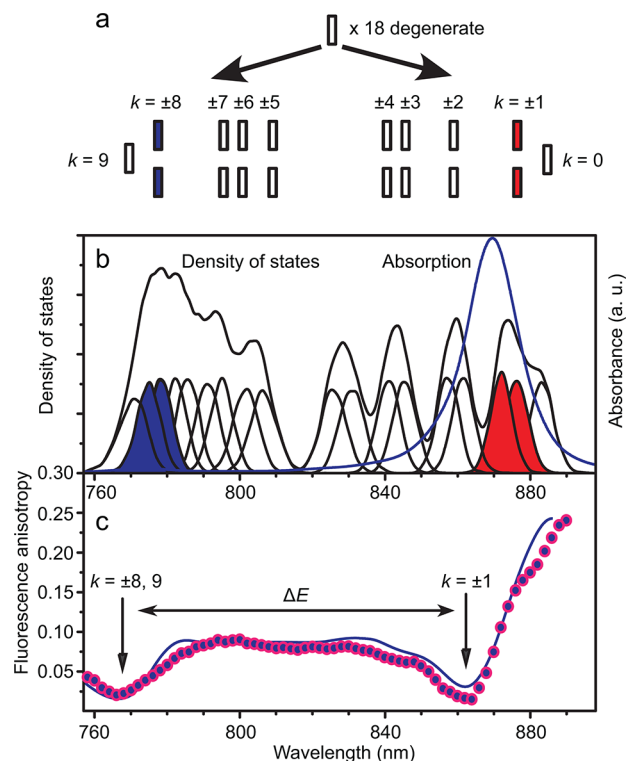 a
x 18 degenerate
k = ±8 ±7 ±6 ±5 ±4 ±3 ±2 k = ±1
k = 9 k = 0
b
Density of states Absorption
Density of states
Absorbance (a. u.)
0.30
760 800 840 880
c
0.25
0.20
0.15
0.10
0.05
k = ±8, 9
ΔE
k = ±1
Fluorescence anisotropy
760 800 840 880
Wavelength (nm)